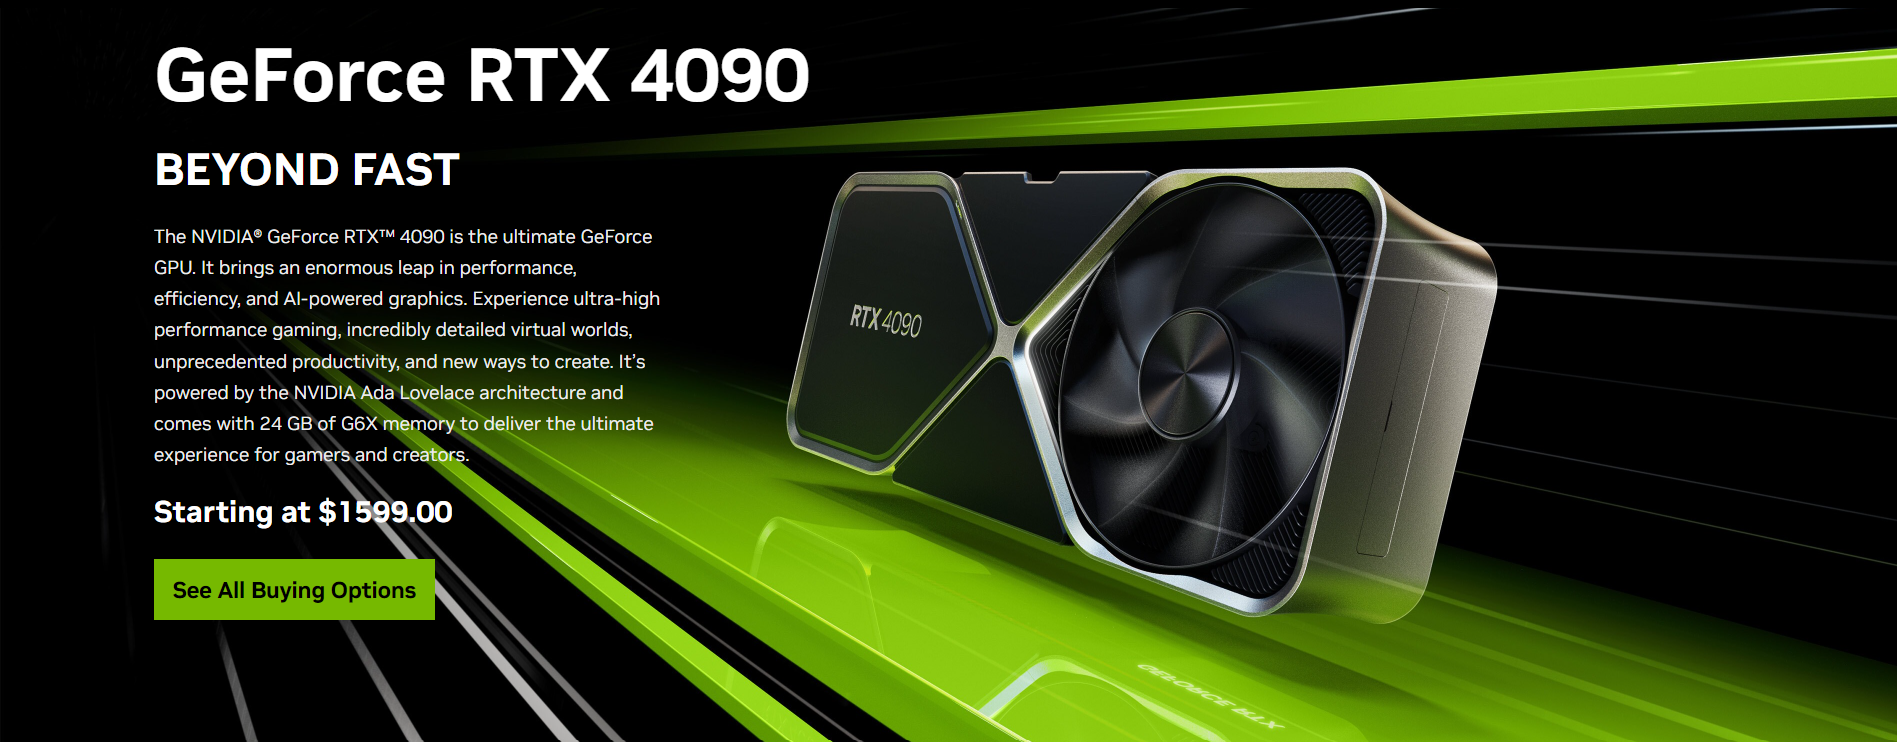 GeForce RTX 4090
BEYOND FAST
The NVIDIA® GeForce RTX™ 4090 is the ultimate GeForce
GPU. It brings an enormous leap in performance,
efficiency, and AI-powered graphics. Experience ultra-high
performance gaming, incredibly detailed virtual worlds,
unprecedented productivity, and new ways to create. It’s
powered by the NVIDIA Ada Lovelace architecture and
comes with 24 GB of G6X memory to deliver the ultimate
experience for gamers and creators.
Starting at $1599.00
See All Buying Options
RTX 4090
GEFORCE RTX